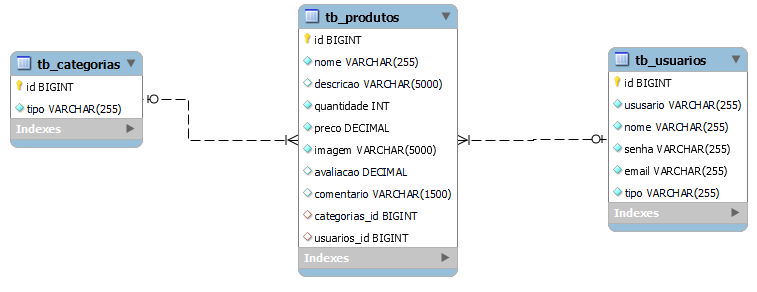 tb_categorias
id BIGINT
tipo VARCHAR(255)
Indexes
tb_produtos
id BIGINT
nome VARCHAR(255)
descricao VARCHAR(5000)
quantidade INT
preco DECIMAL
imagem VARCHAR(5000)
avaliacao DECIMAL
comentario VARCHAR(1500)
categorias_id BIGINT
usuarios_id BIGINT
Indexes
tb_usuarios
id BIGINT
ususario VARCHAR(255)
nome VARCHAR(255)
senha VARCHAR(255)
email VARCHAR(255)
tipo VARCHAR(255)
Indexes